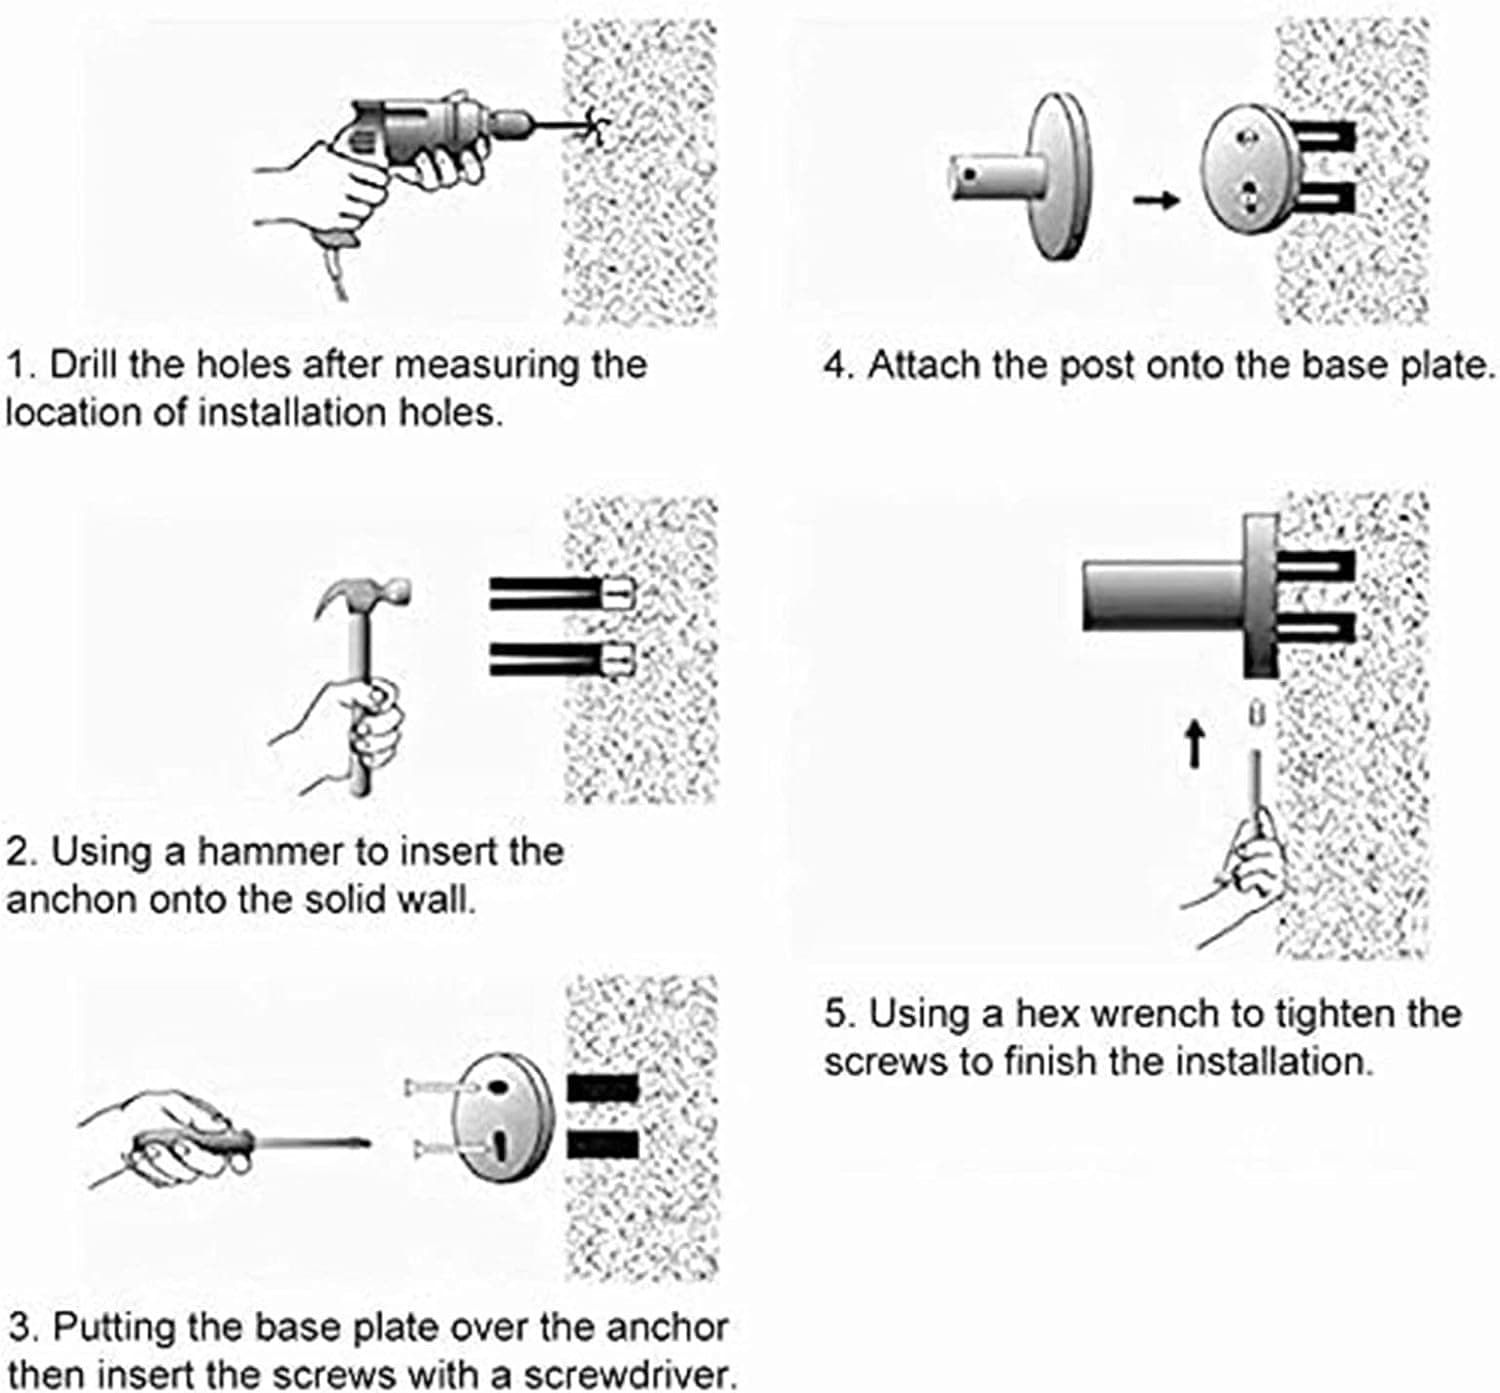 1. Drill the holes after measuring the
location of installation holes.
2. Using a hammer to insert the
anchon onto the solid wall.
3. Putting the base plate over the anchor
then insert the screws with a screwdriver.
4. Attach the post onto the base plate.
5. Using a hex wrench to tighten the
screws to finish the installation.